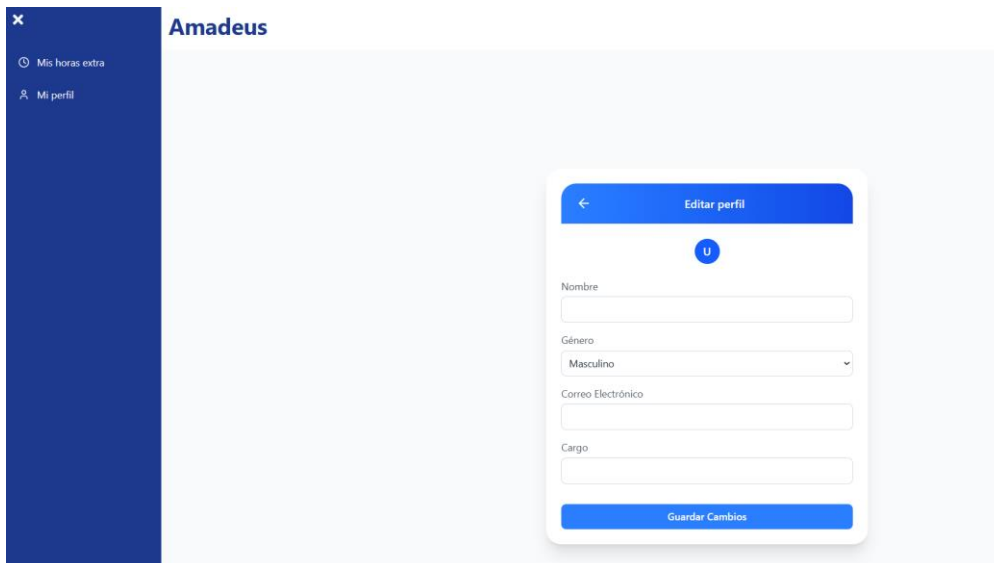 Amadeus
Mis horas extra
Mi perfil
Editar perfil
U
Nombre
Género
Masculino
Correo Electrónico
Cargo
Guardar Cambios